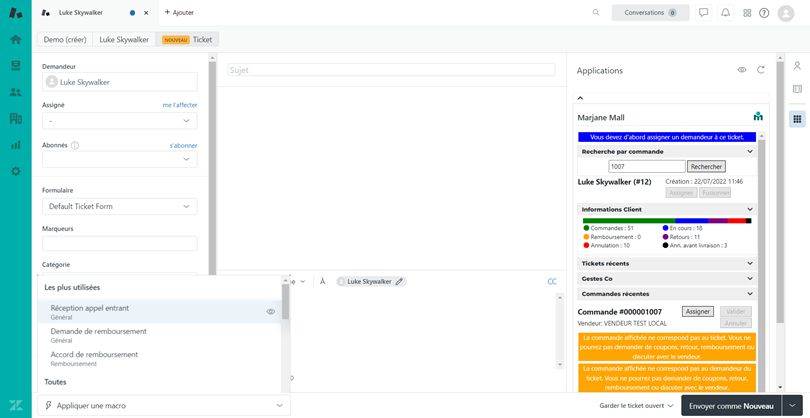 Luke Skywalker
×
+ Ajouter
Conversations 0
Demo (créer)
Luke Skywalker
NOUVEAU Ticket
Demandeur
Luke Skywalker
Assigné
me l'affecter
-
Abonnés
s'abonner
Formulaire
Default Ticket Form
Marqueurs
Catégorie
Les plus utilisées
Réception appel entrant
Général
Demande de remboursement
Général
Accord de remboursement
Remboursement
Toutes
Appliquer une macro
Sujet
À
Luke Skywalker
CC
Applications
Marjane Mall
Vous devez d'abord assigner un demandeur à ce ticket.
Recherche par commande
1007
Rechercher
Luke Skywalker (#12)
Création : 22/07/2022 11:46
Assigner
Fusionner
Informations Client
Commandes : 51
En cours : 18
Remboursement : 0
Retours : 11
Annulation : 10
Ann. avant livraison : 3
Tickets récents
Gestes Co
Commandes récentes
Commande #000001007
Assigner
Valider
Vendeur: VENDEUR TEST LOCAL
Annuler
La commande affichée ne correspond pas au ticket. Vous ne
pourrez pas demander de coupons, retour, remboursement ou
discuter avec le vendeur.
La commande affichée ne correspond pas au demandeur du
ticket. Vous ne pourrez pas demander de coupons, retour,
remboursement ou discuter avec le vendeur.
Garder le ticket ouvert
Envoyer comme Nouveau